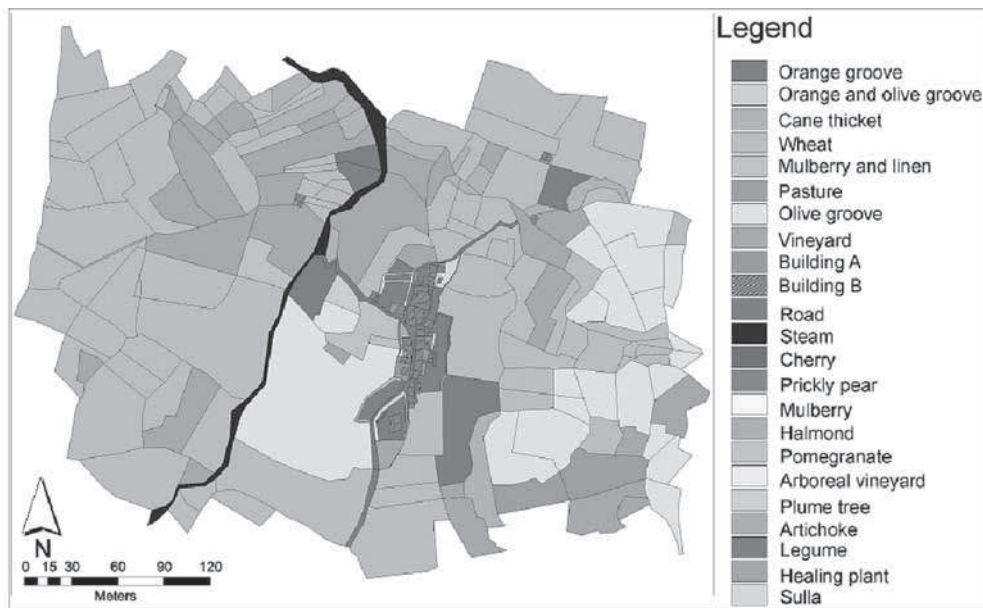 Legend
Orange groove
Orange and olive groove
Cane thicket
Wheat
Mulberry and linen
Pasture
Olive groove
Vineyard
Building A
Building B
Road
Steam
Cherry
Prickly pear
Mulberry
Halmond
Pomegranate
Arboreal vineyard
Plume tree
Artichoke
Legume
Healing plant
Sulla
N
0 15 30 60 90 120
Meters